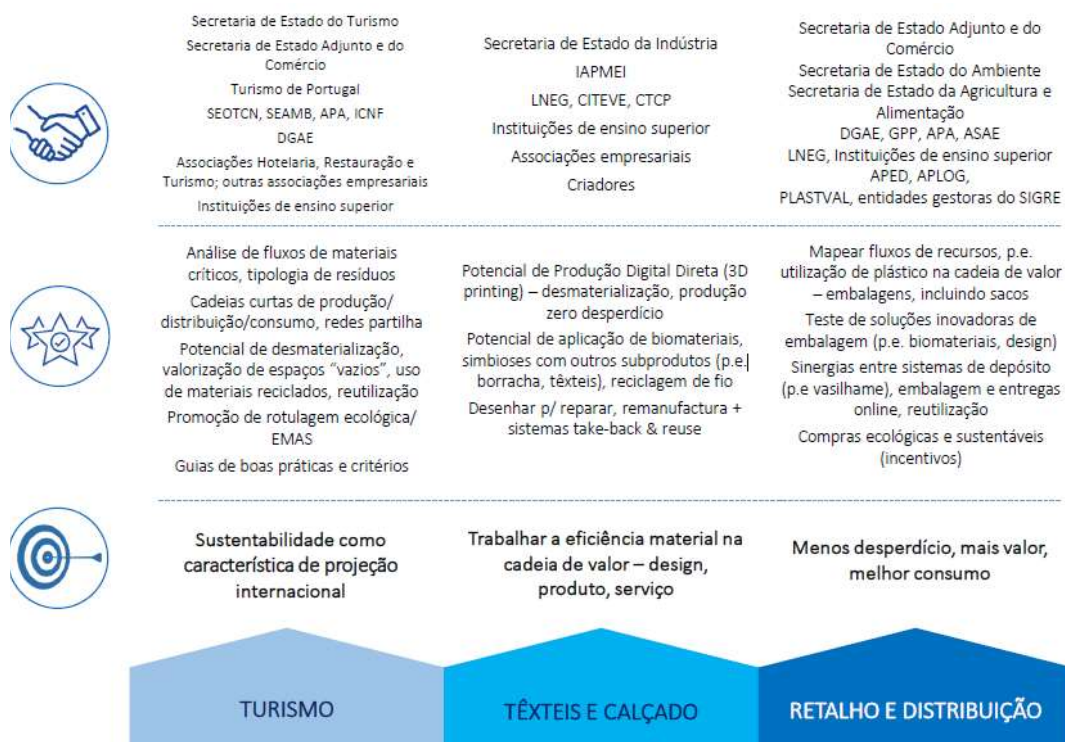 Secretaria de Estado do Turismo
Secretaria de Estado Adjunto e do
Comércio
Turismo de Portugal
SEOTCN, SEAMB, APA, ICNF
DGAE
Associações Hotelaria, Restauração e
Turismo; outras associações empresariais
Instituições de ensino superior
Secretaria de Estado da Indústria
IAPMEI
LNEG, CITEVE, CTCP
Instituições de ensino superior
Associações empresariais
Criadores
Secretaria de Estado Adjunto e do
Comércio
Secretaria de Estado do Ambiente
Secretaria de Estado da Agricultura e
Alimentação
DGAE, GPP, APA, ASAE
LNEG, Instituições de ensino superior
APED, APLOG,
PLASTVAL, entidades gestoras do SIGRE
Análise de fluxos de materiais
críticos, tipologia de resíduos
Cadeias curtas de produção/
distribuição/consumo, redes partilha
Potencial de desmaterialização,
valorização de espaços “vazios”, uso
de materiais reciclados, reutilização
Promoção de rotulagem ecológica/
EMAS
Guias de boas práticas e critérios
Potencial de Produção Digital Direta (3D
printing) – desmaterialização, produção
zero desperdício
Potencial de aplicação de biomateriais,
simbioses com outros subprodutos (p.e.
borracha, têxteis), reciclagem de fio
Desenhar p/ reparar, remanufactura +
sistemas take-back & reuse
Mapear fluxos de recursos, p.e.
utilização de plástico na cadeia de valor
– embalagens, incluindo sacos
Teste de soluções inovadoras de
embalagem (p.e. biomateriais, design)
Sinergias entre sistemas de depósito
(p.e vasilhame), embalagem e entregas
online, reutilização
Compras ecológicas e sustentáveis
(incentivos)
Sustentabilidade como
característica de projeção
internacional
Trabalhar a eficiência material na
cadeia de valor – design,
produto, serviço
Menos desperdício, mais valor,
melhor consumo
TURISMO
TÊXTEIS E CALÇADO
RETALHO E DISTRIBUIÇÃO